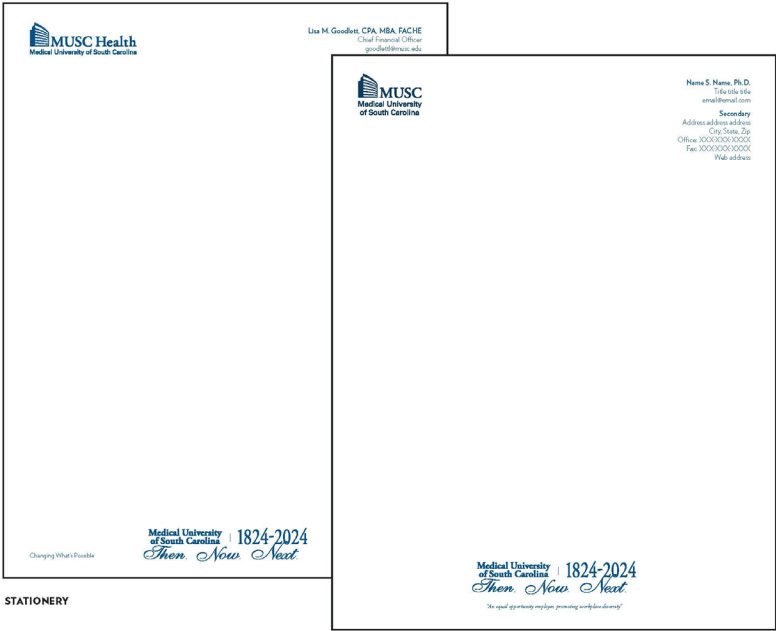 MUSC Health
Medical University of South Carolina
Lisa M. Goodlett, CPA, MBA, FACHE
Chief Financial Officer
goodlettl@musc.edu
Changing What's Possible
Medical University
of South Carolina
1824-2024
Then. Now. Next.
MUSC
Medical University
of South Carolina
Name S. Name, Ph.D.
Title title title
email@email.com
Secondary
Address address address
City, State, Zip
Office: XXX-XXX-XXXX
Fax: XXX-XXX-XXXX
Web address
Medical University
of South Carolina
1824-2024
Then. Now. Next.
"An equal opportunity employer, promoting workplace diversity"
STATIONERY